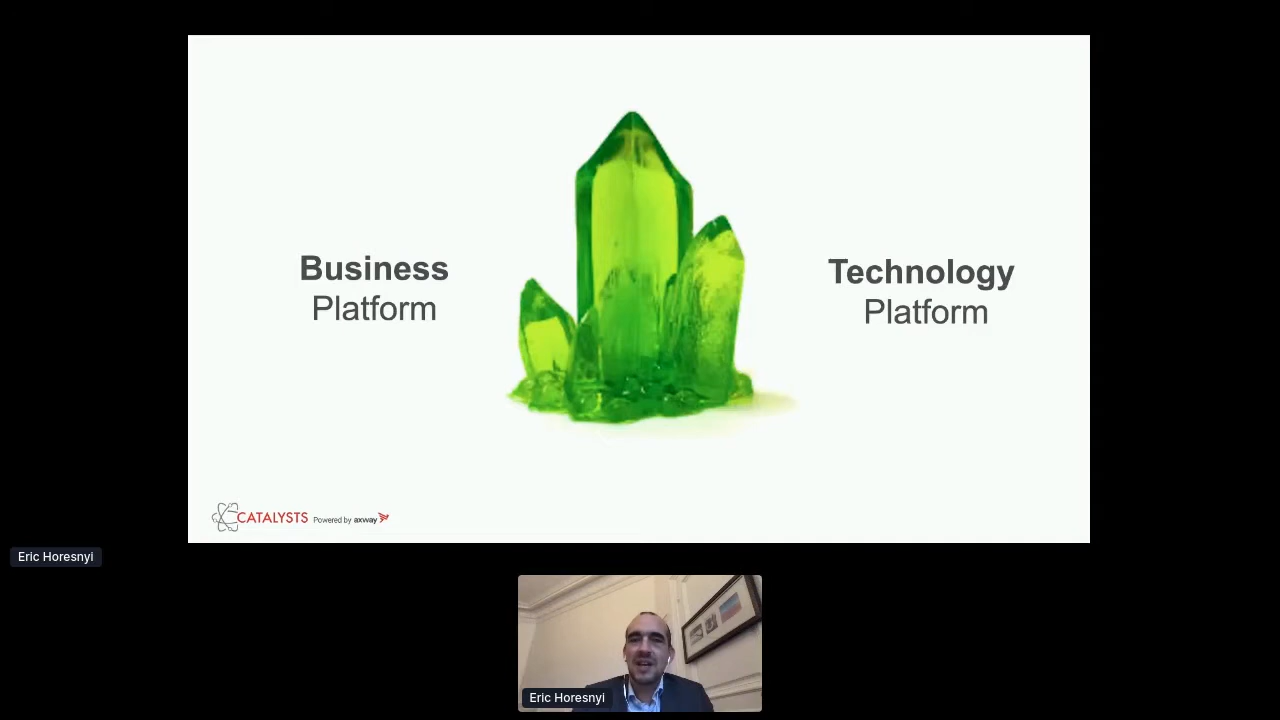 Business
Platform
Technology
Platform
CATALYSTS Powered by axway
Eric Horesnyi
Eric Horesnyi